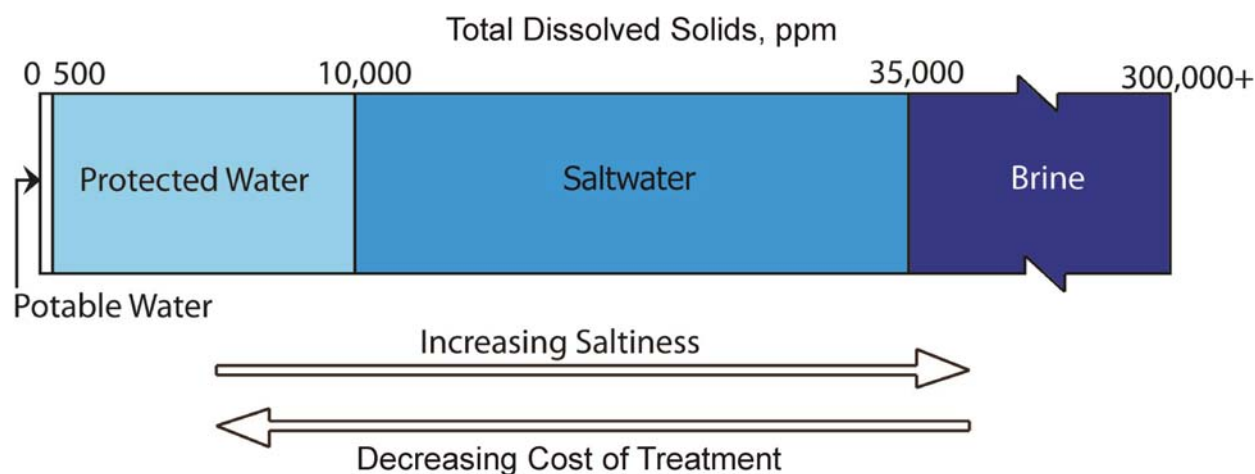 Total Dissolved Solids, ppm
0 500 10,000 35,000 300,000+
Protected Water Saltwater Brine
Potable Water
Increasing Saltiness
Decreasing Cost of Treatment